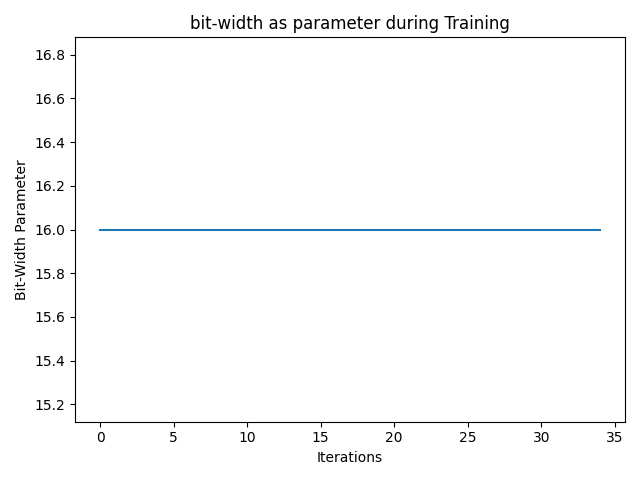 bit-width as parameter during Training
16.8
16.6
16.4
16.2
16.0
15.8
15.6
15.4
15.2
Bit-Width Parameter
0 5 10 15 20 25 30 35
Iterations